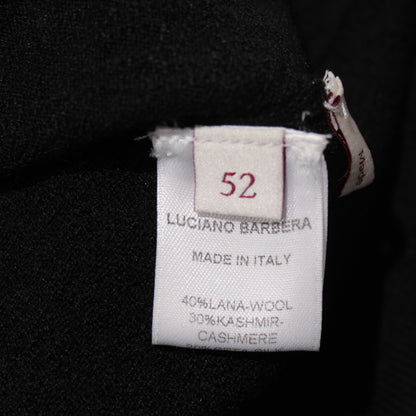 52
LUCIANO BARBERA
MADE IN ITALY
40%LANA-WOOL
30%KASHMIR-
CASHMERE